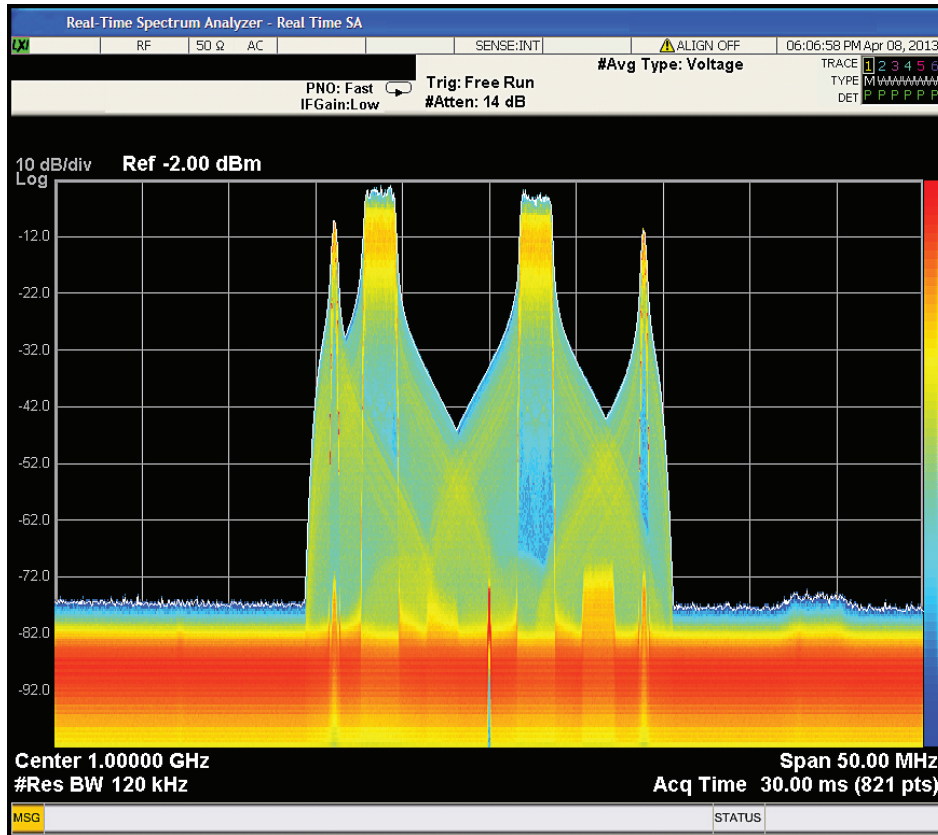 Real-Time Spectrum Analyzer - Real Time SA
LXI RF 50 Ω AC SENSE:INT ALIGN OFF 06:06:58 PM Apr 08, 2013
#Avg Type: Voltage TRACE 1 2 3 4 5 6
PNO: Fast Trig: Free Run TYPE M W W W W W
IFGain:Low #Atten: 14 dB DET P P P P P P
10 dB/div Ref -2.00 dBm
Log
-12.0
-22.0
-32.0
-42.0
-52.0
-62.0
-72.0
-82.0
-92.0
Center 1.00000 GHz Span 50.00 MHz
#Res BW 120 kHz Acq Time 30.00 ms (821 pts)
MSG STATUS